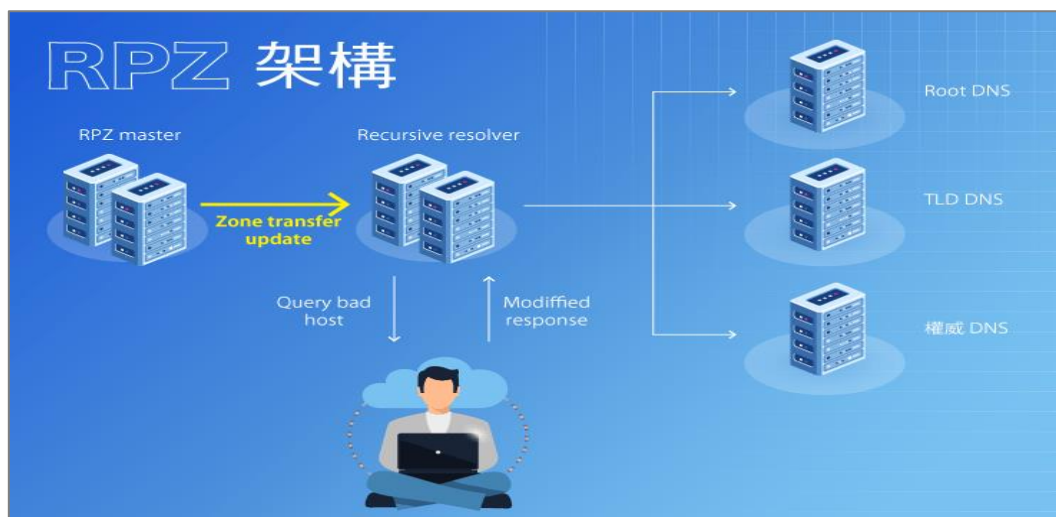 RPZ 架構
RPZ master
Recursive resolver
Root DNS
Zone transfer
update
TLD DNS
Query bad
host
Modiffied
response
權威 DNS